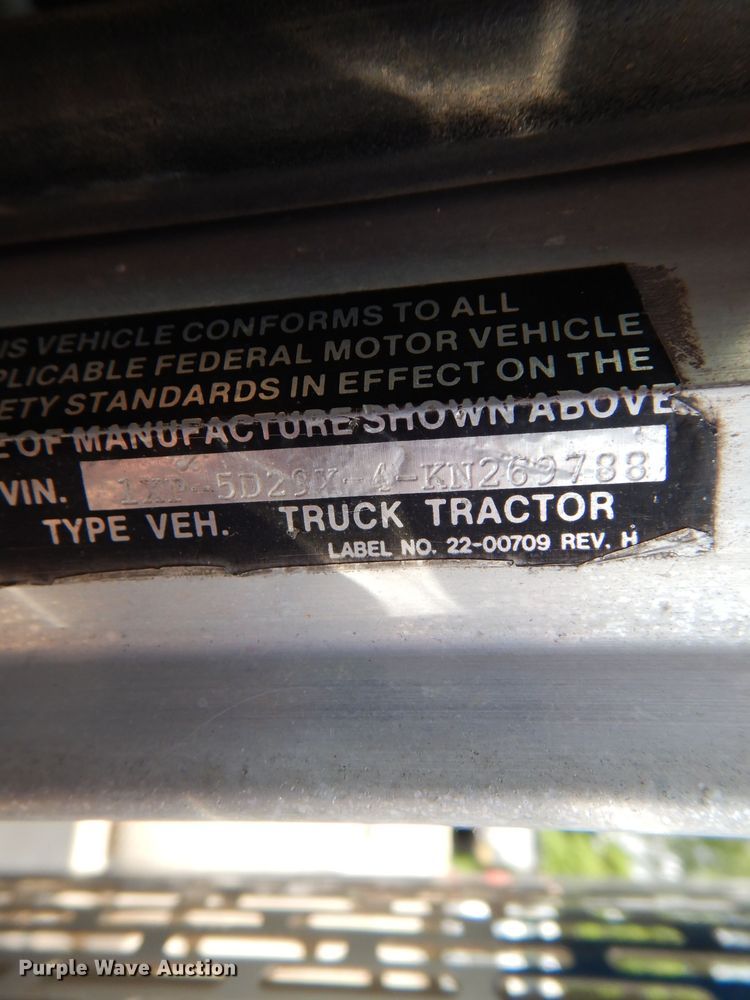 IS VEHICLE CONFORMS TO ALL
PLICABLE FEDERAL MOTOR VEHICLE
ETY STANDARDS IN EFFECT ON THE
E OF MANUFACTURE SHOWN ABOVE.
VIN. 1XP-5D29X-4-KN269788
TYPE VEH. TRUCK TRACTOR
LABEL NO. 22-00709 REV. H
Purple Wave Auction